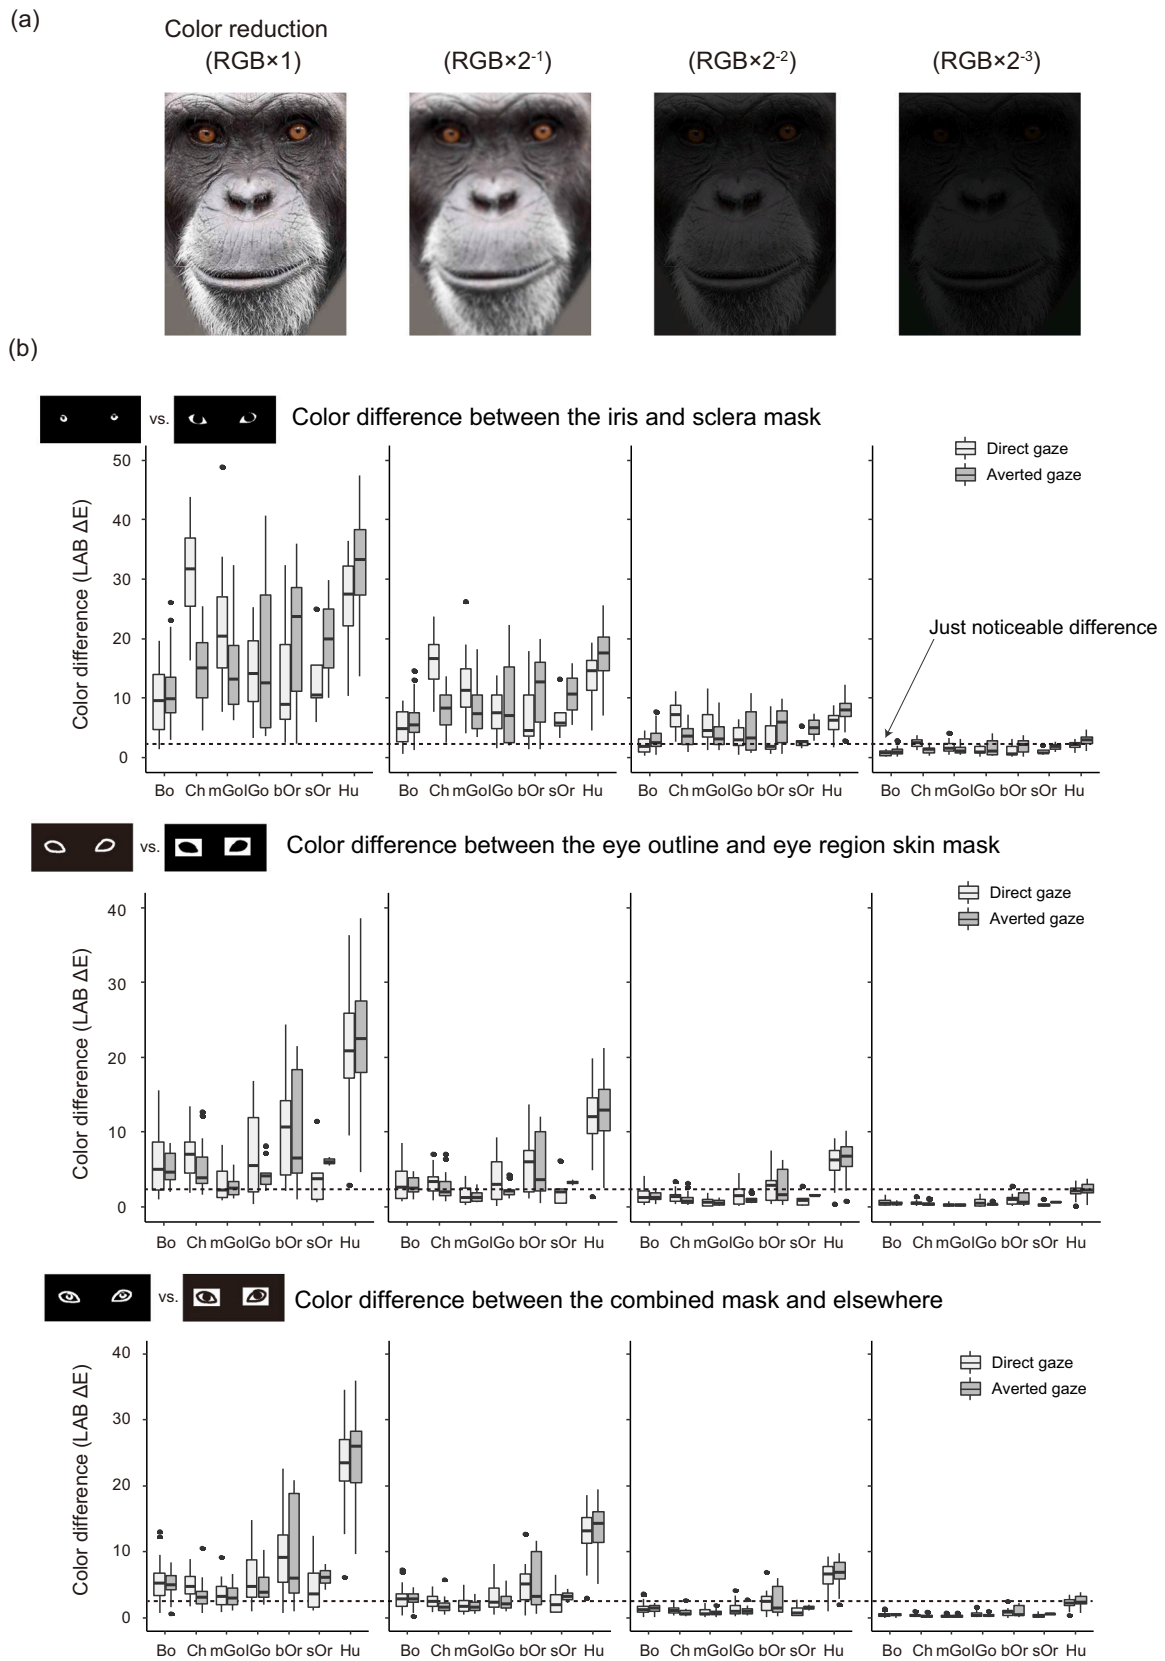 (a)
Color reduction
(RGB×1) (RGB×2-1) (RGB×2-2) (RGB×2-3)
(b)
vs. Color difference between the iris and sclera mask
Direct gaze
Averted gaze
Color difference (LAB ΔE)
50
40
30
20
10
0
Just noticeable difference
Bo Ch mGo lGo bOr sOr Hu Bo Ch mGo lGo bOr sOr Hu Bo Ch mGo lGo bOr sOr Hu Bo Ch mGo lGo bOr sOr Hu
vs. Color difference between the eye outline and eye region skin mask
Direct gaze
Averted gaze
Color difference (LAB ΔE)
40
30
20
10
0
Bo Ch mGo lGo bOr sOr Hu Bo Ch mGo lGo bOr sOr Hu Bo Ch mGo lGo bOr sOr Hu Bo Ch mGo lGo bOr sOr Hu
vs. Color difference between the combined mask and elsewhere
Direct gaze
Averted gaze
Color difference (LAB ΔE)
40
30
20
10
0
Bo Ch mGo lGo bOr sOr Hu Bo Ch mGo lGo bOr sOr Hu Bo Ch mGo lGo bOr sOr Hu Bo Ch mGo lGo bOr sOr Hu